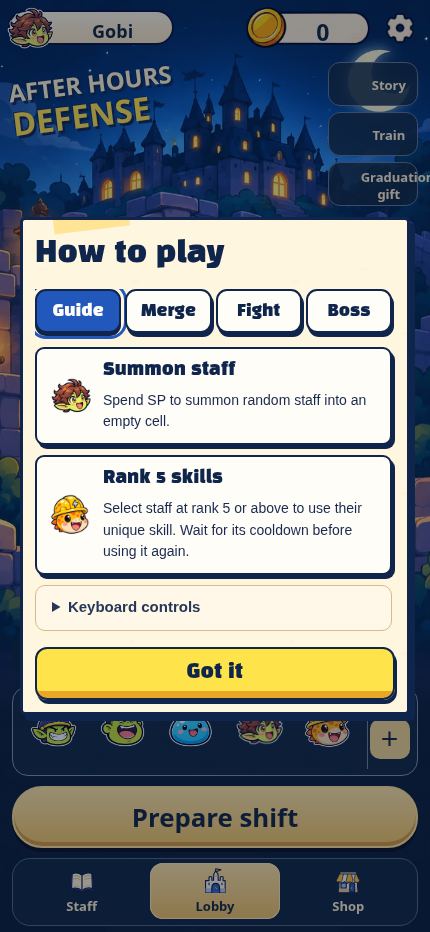 Gobi
0
AFTER HOURS
DEFENSE
Story
Train
Graduation
gift
How to play
Guide
Merge
Fight
Boss
Summon staff
Spend SP to summon random staff into an
empty cell.
Rank 5 skills
Select staff at rank 5 or above to use their
unique skill. Wait for its cooldown before
using it again.
Keyboard controls
Got it
+
Prepare shift
Staff
Lobby
Shop